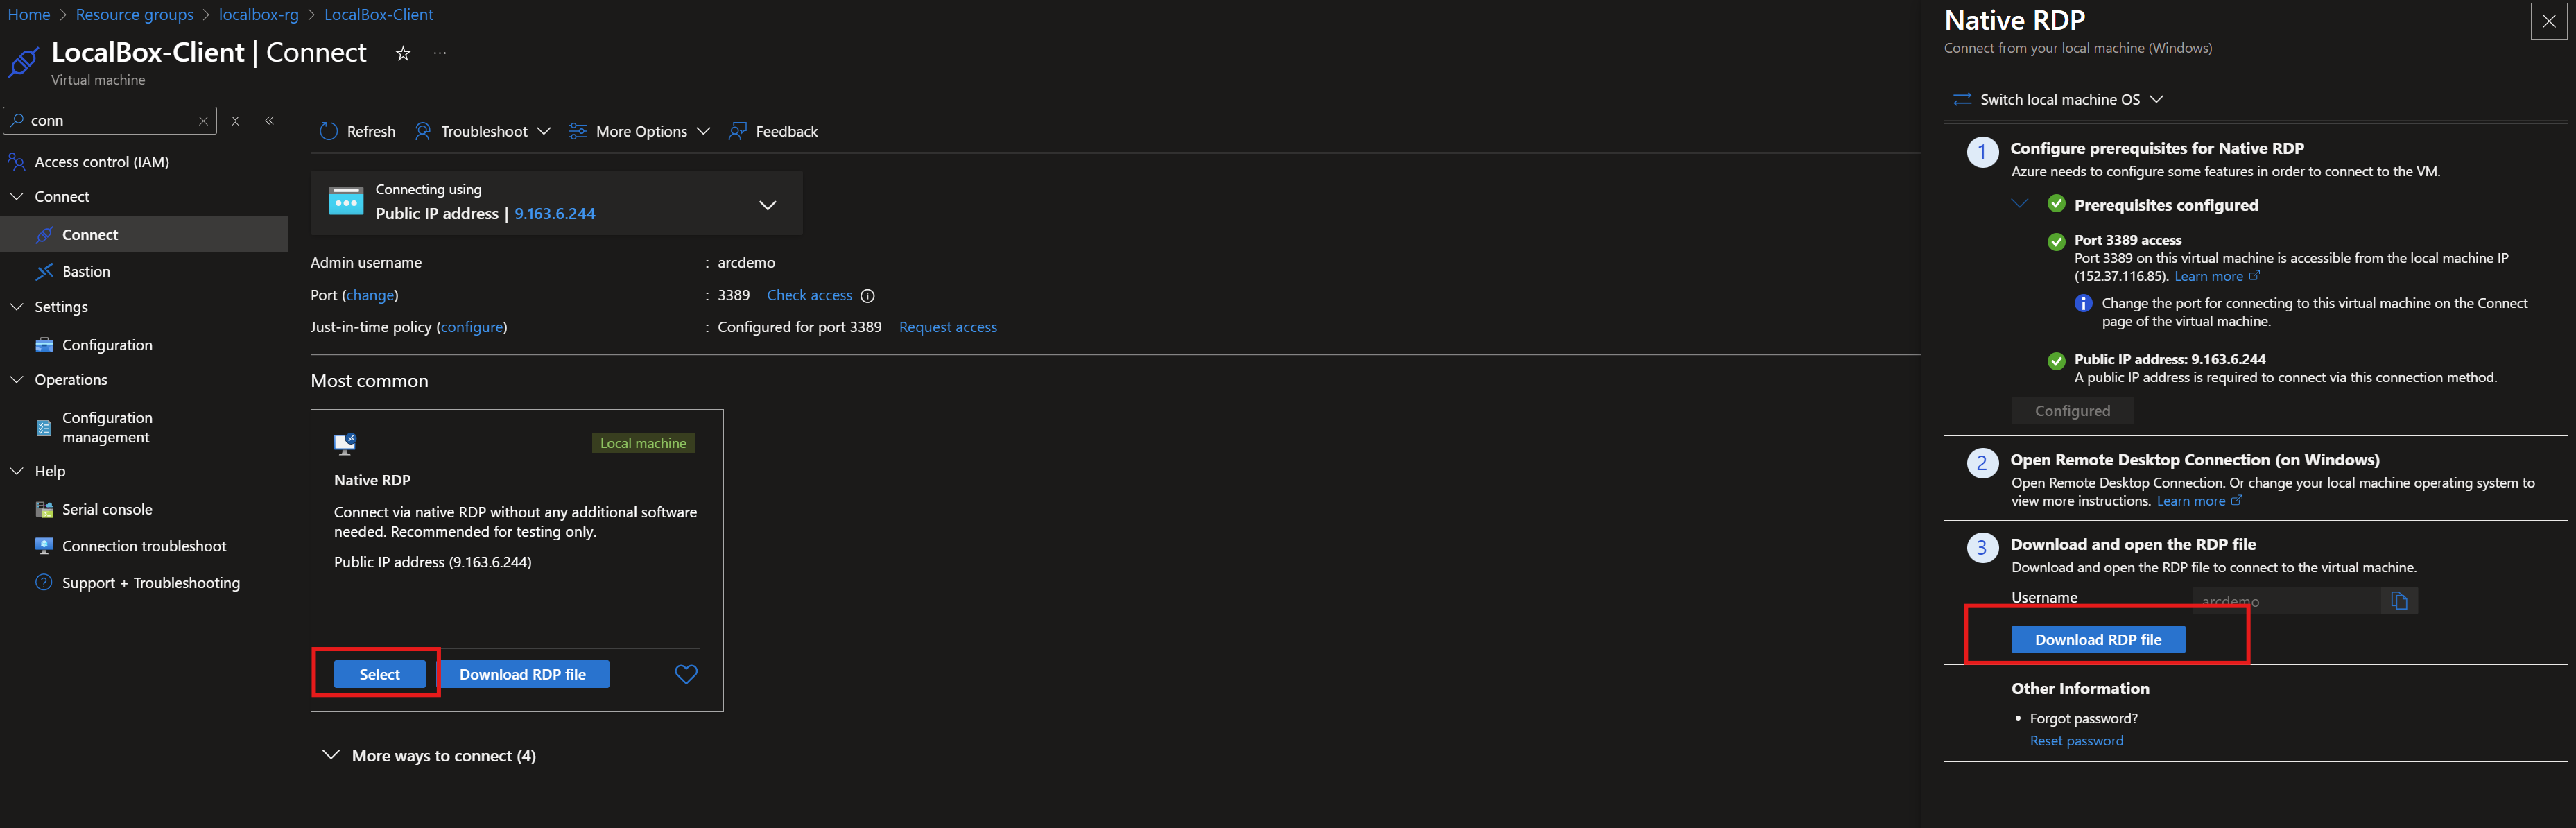 Home > Resource groups > localbox-rg > LocalBox-Client
LocalBox-Client | Connect
Virtual machine
conn
Access control (IAM)
Connect
Connect
Bastion
Settings
Configuration
Operations
Configuration
management
Help
Serial console
Connection troubleshoot
Support + Troubleshooting
Refresh
Troubleshoot
More Options
Feedback
Connecting using
Public IP address | 9.163.6.244
Admin username : arcdemo
Port (change) : 3389 Check access
Just-in-time policy (configure) : Configured for port 3389 Request access
Most common
Local machine
Native RDP
Connect via native RDP without any additional software
needed. Recommended for testing only.
Public IP address (9.163.6.244)
Select
Download RDP file
More ways to connect (4)
Native RDP
Connect from your local machine (Windows)
Switch local machine OS
1
Configure prerequisites for Native RDP
Azure needs to configure some features in order to connect to the VM.
Prerequisites configured
Port 3389 access
Port 3389 on this virtual machine is accessible from the local machine IP
(152.37.116.85). Learn more
Change the port for connecting to this virtual machine on the Connect
page of the virtual machine.
Public IP address: 9.163.6.244
A public IP address is required to connect via this connection method.
Configured
2
Open Remote Desktop Connection (on Windows)
Open Remote Desktop Connection. Or change your local machine operating system to
view more instructions. Learn more
3
Download and open the RDP file
Download and open the RDP file to connect to the virtual machine.
Username
arcdemo
Download RDP file
Other Information
• Forgot password?
Reset password